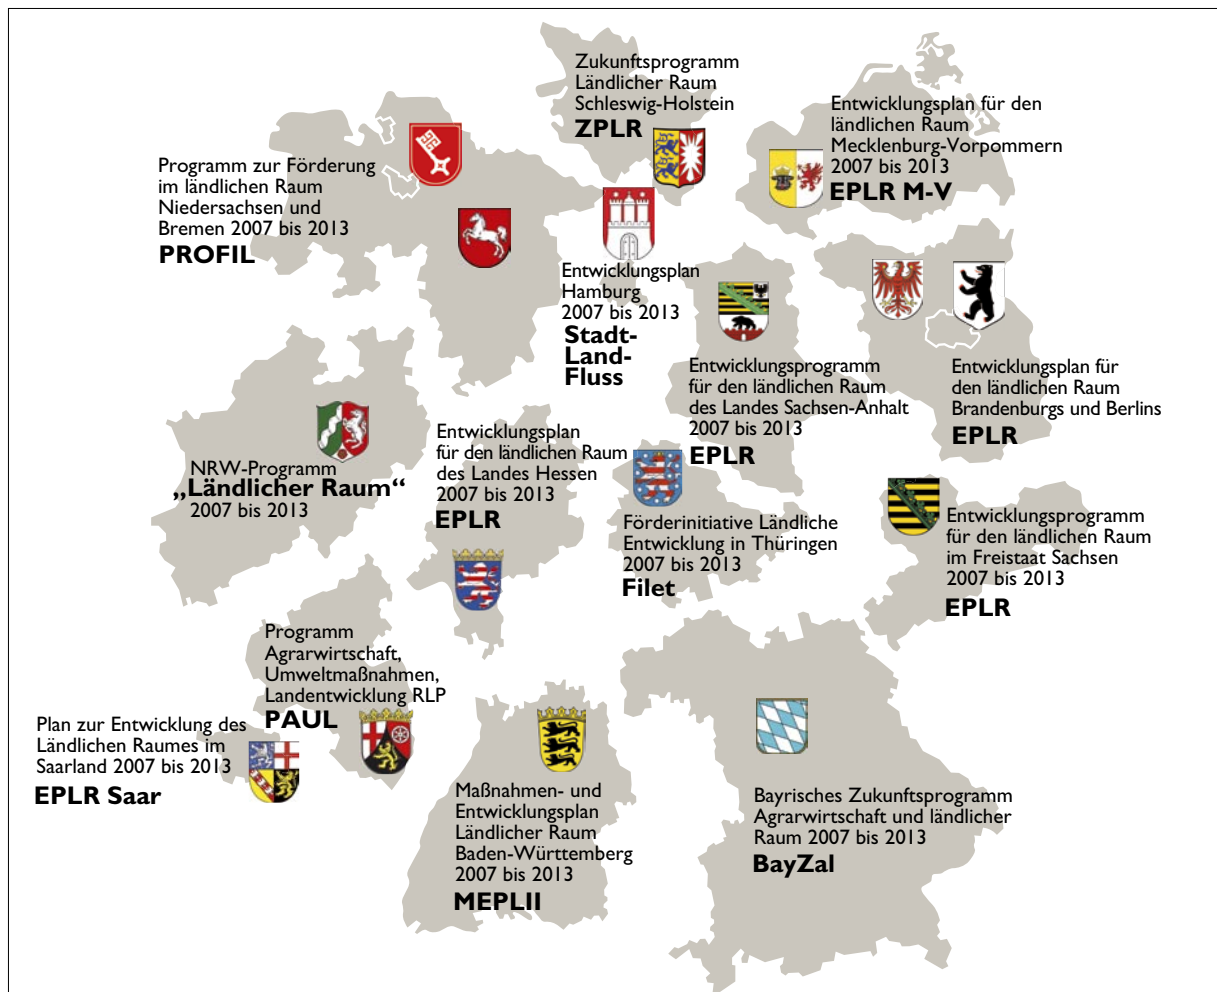 Zukunftsprogramm
Ländlicher Raum
Schleswig-Holstein
ZPLR
Entwicklungsplan für den
ländlichen Raum
Mecklenburg-Vorpommern
2007 bis 2013
EPLR M-V
Programm zur Förderung
im ländlichen Raum
Niedersachsen und
Bremen 2007 bis 2013
PROFIL
Entwicklungsplan
Hamburg
2007 bis 2013
Stadt-
Land-
Fluss
Entwicklungsprogramm
für den ländlichen Raum
des Landes Sachsen-Anhalt
2007 bis 2013
EPLR
Entwicklungsplan für
den ländlichen Raum
Brandenburgs und Berlins
EPLR
NRW-Programm
„Ländlicher Raum“
2007 bis 2013
Entwicklungsplan
für den ländlichen Raum
des Landes Hessen
2007 bis 2013
EPLR
Förderinitiative Ländliche
Entwicklung in Thüringen
2007 bis 2013
Filet
Entwicklungsprogramm
für den ländlichen Raum
im Freistaat Sachsen
2007 bis 2013
EPLR
Programm
Agrarwirtschaft,
Umweltmaßnahmen,
Landentwicklung RLP
PAUL
Plan zur Entwicklung des
Ländlichen Raumes im
Saarland 2007 bis 2013
EPLR Saar
Maßnahmen- und
Entwicklungsplan
Ländlicher Raum
Baden-Württemberg
2007 bis 2013
MEPLII
Bayrisches Zukunftsprogramm
Agrarwirtschaft und ländlicher
Raum 2007 bis 2013
BayZal